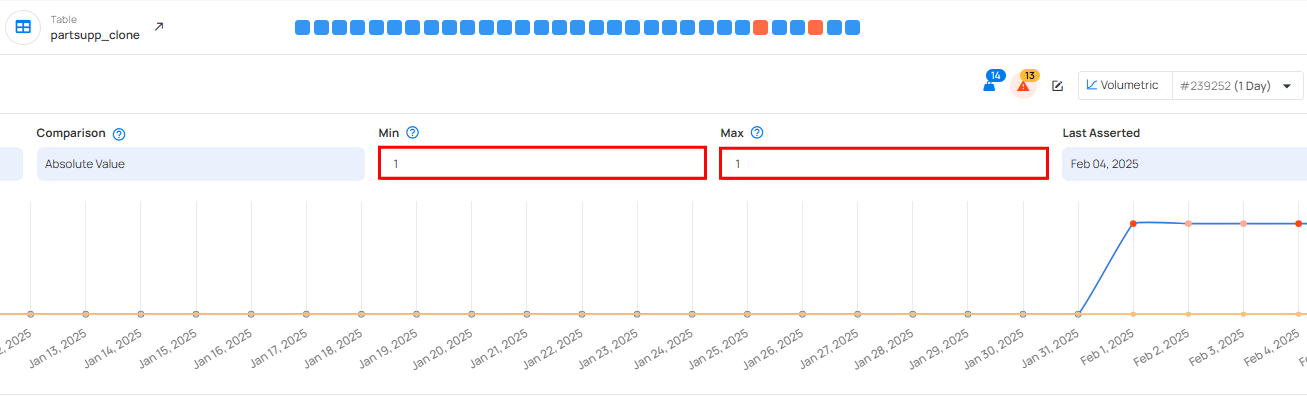 Table
partsupp_clone
14
13
Volumetric
#239252 (1 Day)
Comparison
Min
Max
Last Asserted
Absolute Value
1
1
Feb 04, 2025
2, 2025
Jan 13, 2025
Jan 14, 2025
Jan 15, 2025
Jan 16, 2025
Jan 17, 2025
Jan 18, 2025
Jan 19, 2025
Jan 20, 2025
Jan 21, 2025
Jan 22, 2025
Jan 23, 2025
Jan 24, 2025
Jan 25, 2025
Jan 26, 2025
Jan 27, 2025
Jan 28, 2025
Jan 29, 2025
Jan 30, 2025
Jan 31, 2025
Feb 1, 2025
Feb 2, 2025
Feb 3, 2025
Feb 4, 2025